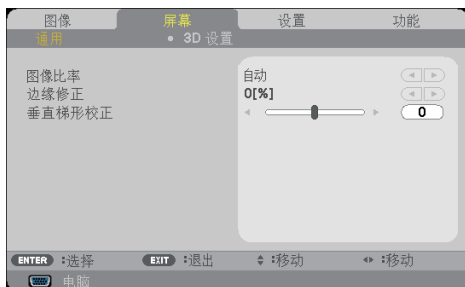 图像 屏幕 设置 功能
通用 • 3D 设置
图像比率 自动
边缘修正 0[%]
垂直梯形校正 0
ENTER :选择 EXIT :退出 :移动 :移动
电脑